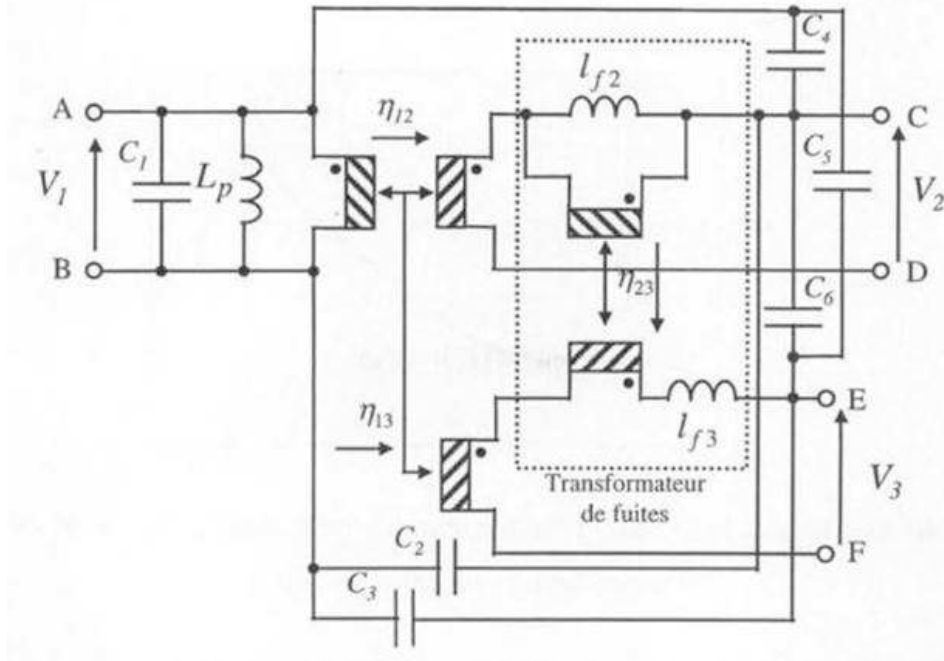 C4
lf2
A
η12
C
C1
Lp
C5
V1
V2
B
η23
D
C6
η13
E
lf3
Transformateur
de fuites
V3
C2
F
C3